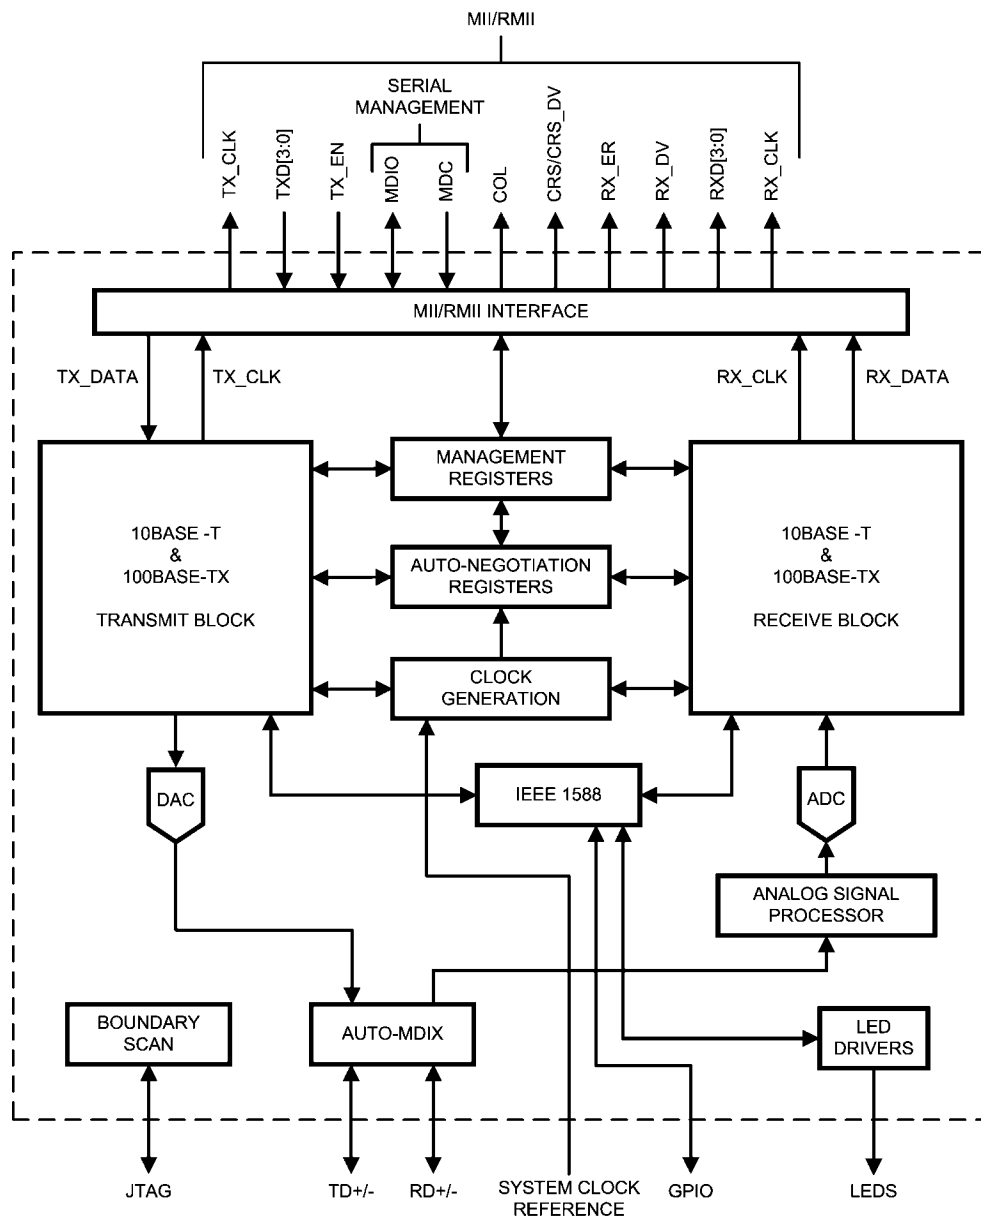 MII/RMII
SERIAL
MANAGEMENT
TX_CLK
TXD[3:0]
TX_EN
MDIO
MDC
COL
CRS/CRS_DV
RX_ER
RX_DV
RXD[3:0]
RX_CLK
MII/RMII INTERFACE
TX_DATA
TX_CLK
RX_CLK
RX_DATA
10BASE -T
&
100BASE-TX
TRANSMIT BLOCK
MANAGEMENT
REGISTERS
AUTO-NEGOTIATION
REGISTERS
CLOCK
GENERATION
10BASE -T
&
100BASE-TX
RECEIVE BLOCK
DAC
IEEE 1588
ADC
ANALOG SIGNAL
PROCESSOR
BOUNDARY
SCAN
AUTO-MDIX
LED
DRIVERS
JTAG
TD+/-
RD+/-
SYSTEM CLOCK
REFERENCE
GPIO
LEDS